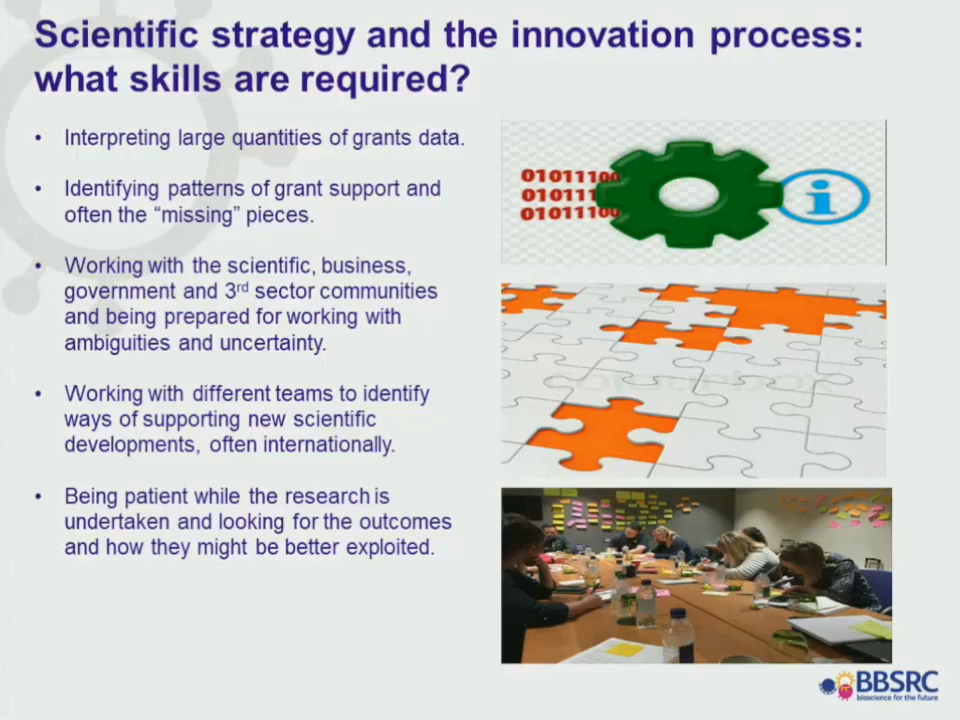 Scientific strategy and the innovation process:
what skills are required?
• Interpreting large quantities of grants data.
• Identifying patterns of grant support and
often the “missing” pieces.
• Working with the scientific, business,
government and 3rd sector communities
and being prepared for working with
ambiguities and uncertainty.
• Working with different teams to identify
ways of supporting new scientific
developments, often internationally.
• Being patient while the research is
undertaken and looking for the outcomes
and how they might be better exploited.
01011100
0101110
01011100
i
colourbox
BBSRC
bioscience for the future